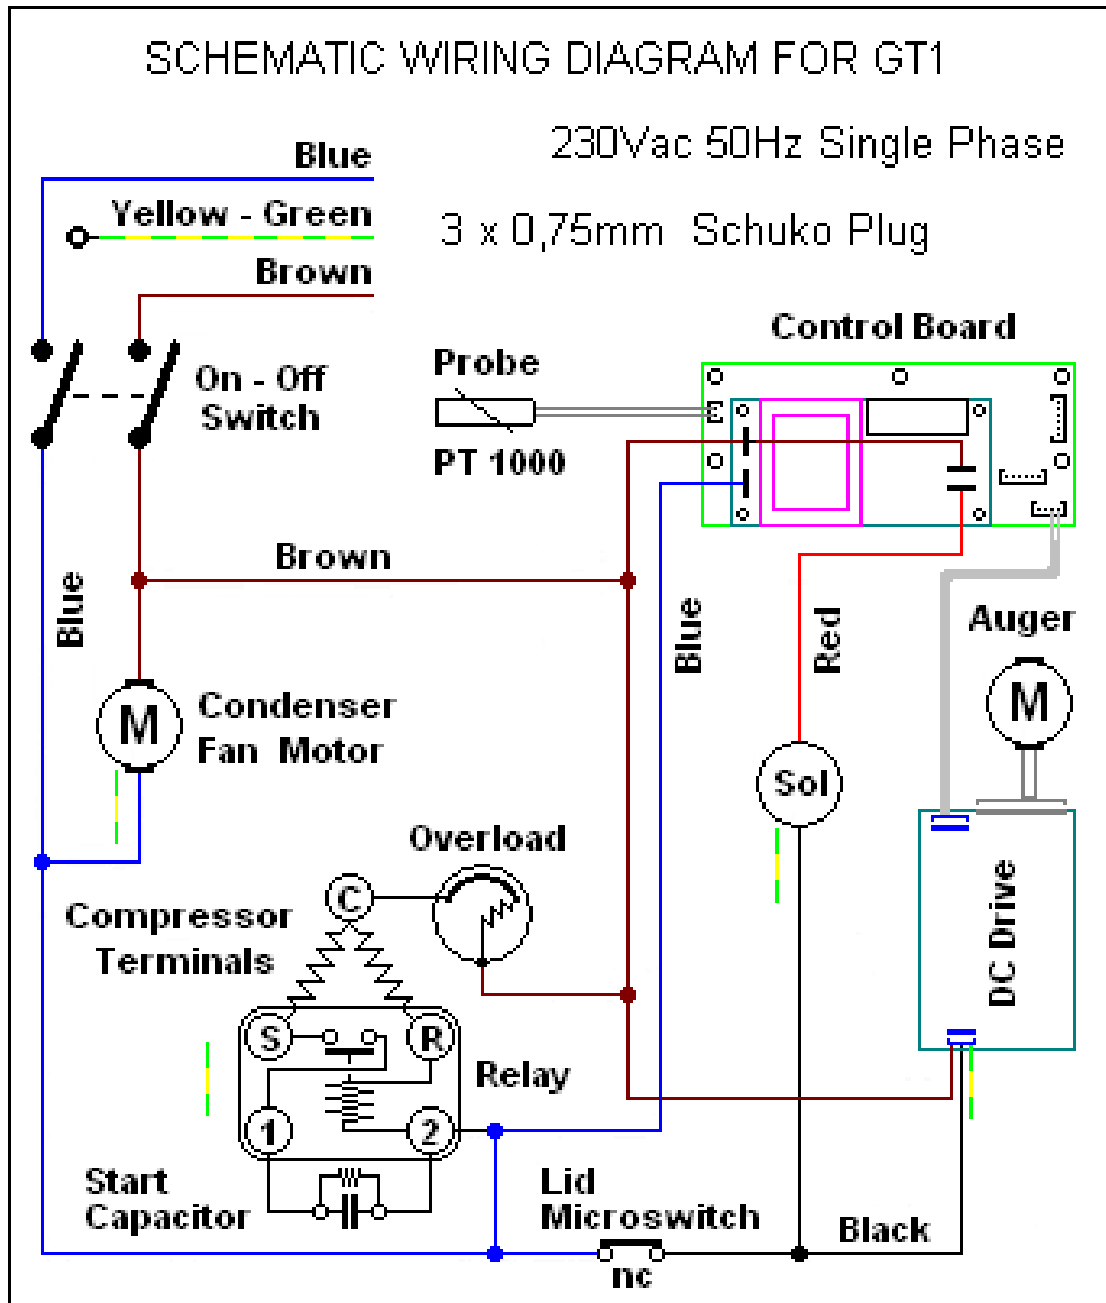 SCHEMATIC WIRING DIAGRAM FOR GT1
230Vac 50Hz Single Phase
Blue
Yellow - Green
3 x 0,75mm  Schuko Plug
Brown
Control Board
Probe
On - Off
Switch
PT 1000
Brown
Blue
Blue
Red
Auger
M
M
Condenser
Fan Motor
Sol
Overload
C
Compressor
Terminals
DC Drive
S
R
Relay
1
2
Start
Capacitor
Lid
Microswitch
Black
nc